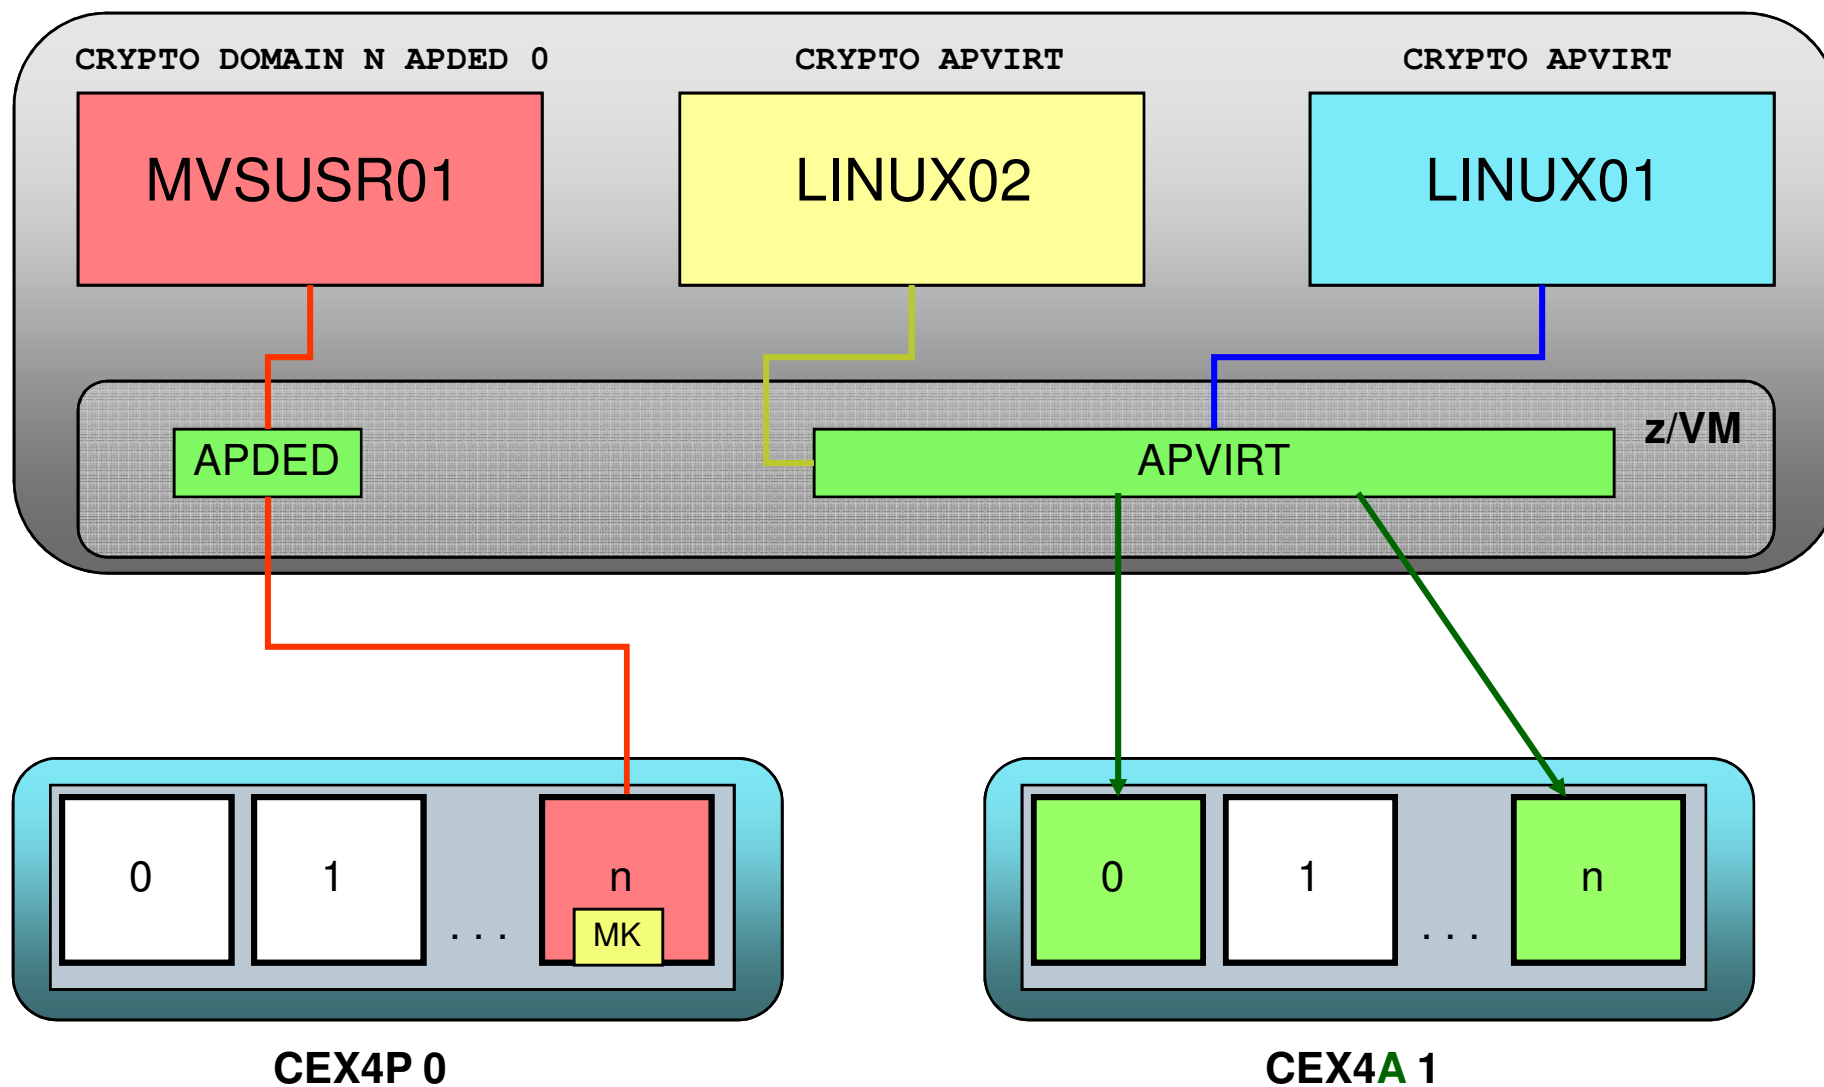 CRYPTO DOMAIN N APDED 0
CRYPTO APVIRT
CRYPTO APVIRT
MVSUSR01
LINUX02
LINUX01
z/VM
APDED
APVIRT
0
1
. . .
n
MK
0
1
. . .
n
CEX4P 0
CEX4A 1